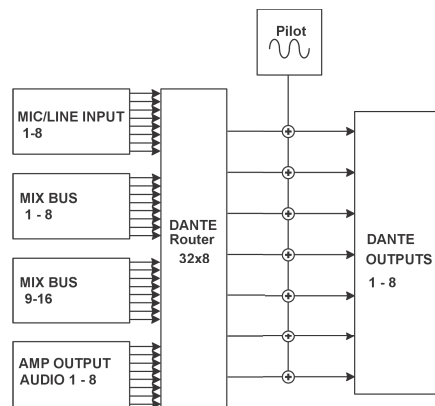 Pilot
MIC/LINE INPUT
1-8
MIX BUS
1 - 8
MIX BUS
9-16
AMP OUTPUT
AUDIO 1 - 8
DANTE
Router
32x8
DANTE
OUTPUTS
1 - 8